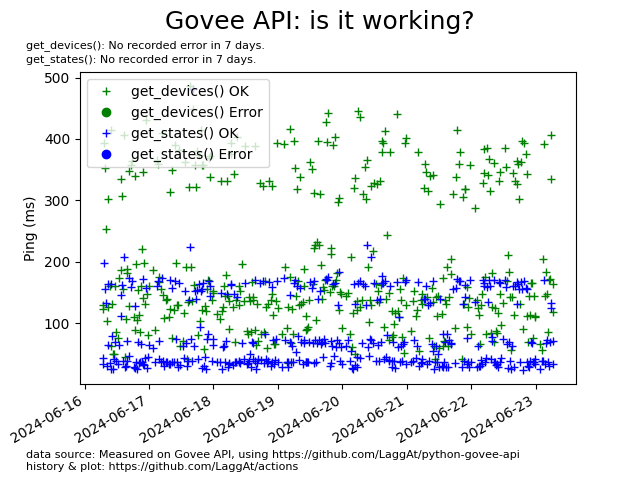 Govee API: is it working?
get_devices(): No recorded error in 7 days.
get_states(): No recorded error in 7 days.
500
400
300
200
100
Ping (ms)
get_devices() OK
get_devices() Error
get_states() OK
get_states() Error
2024-06-16
2024-06-17
2024-06-18
2024-06-19
2024-06-20
2024-06-21
2024-06-22
2024-06-23
data source: Measured on Govee API, using https://github.com/LaggAt/python-govee-api
history & plot: https://github.com/LaggAt/actions